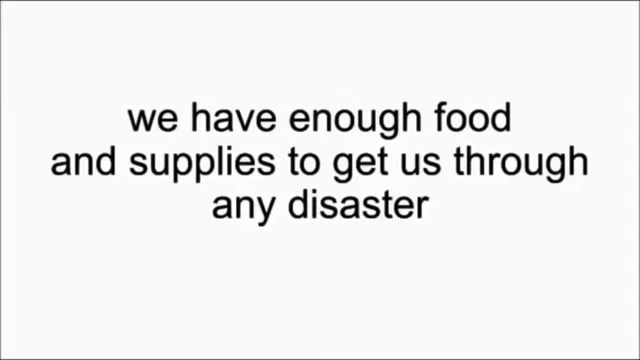 we have enough food
and supplies to get us through
any disaster